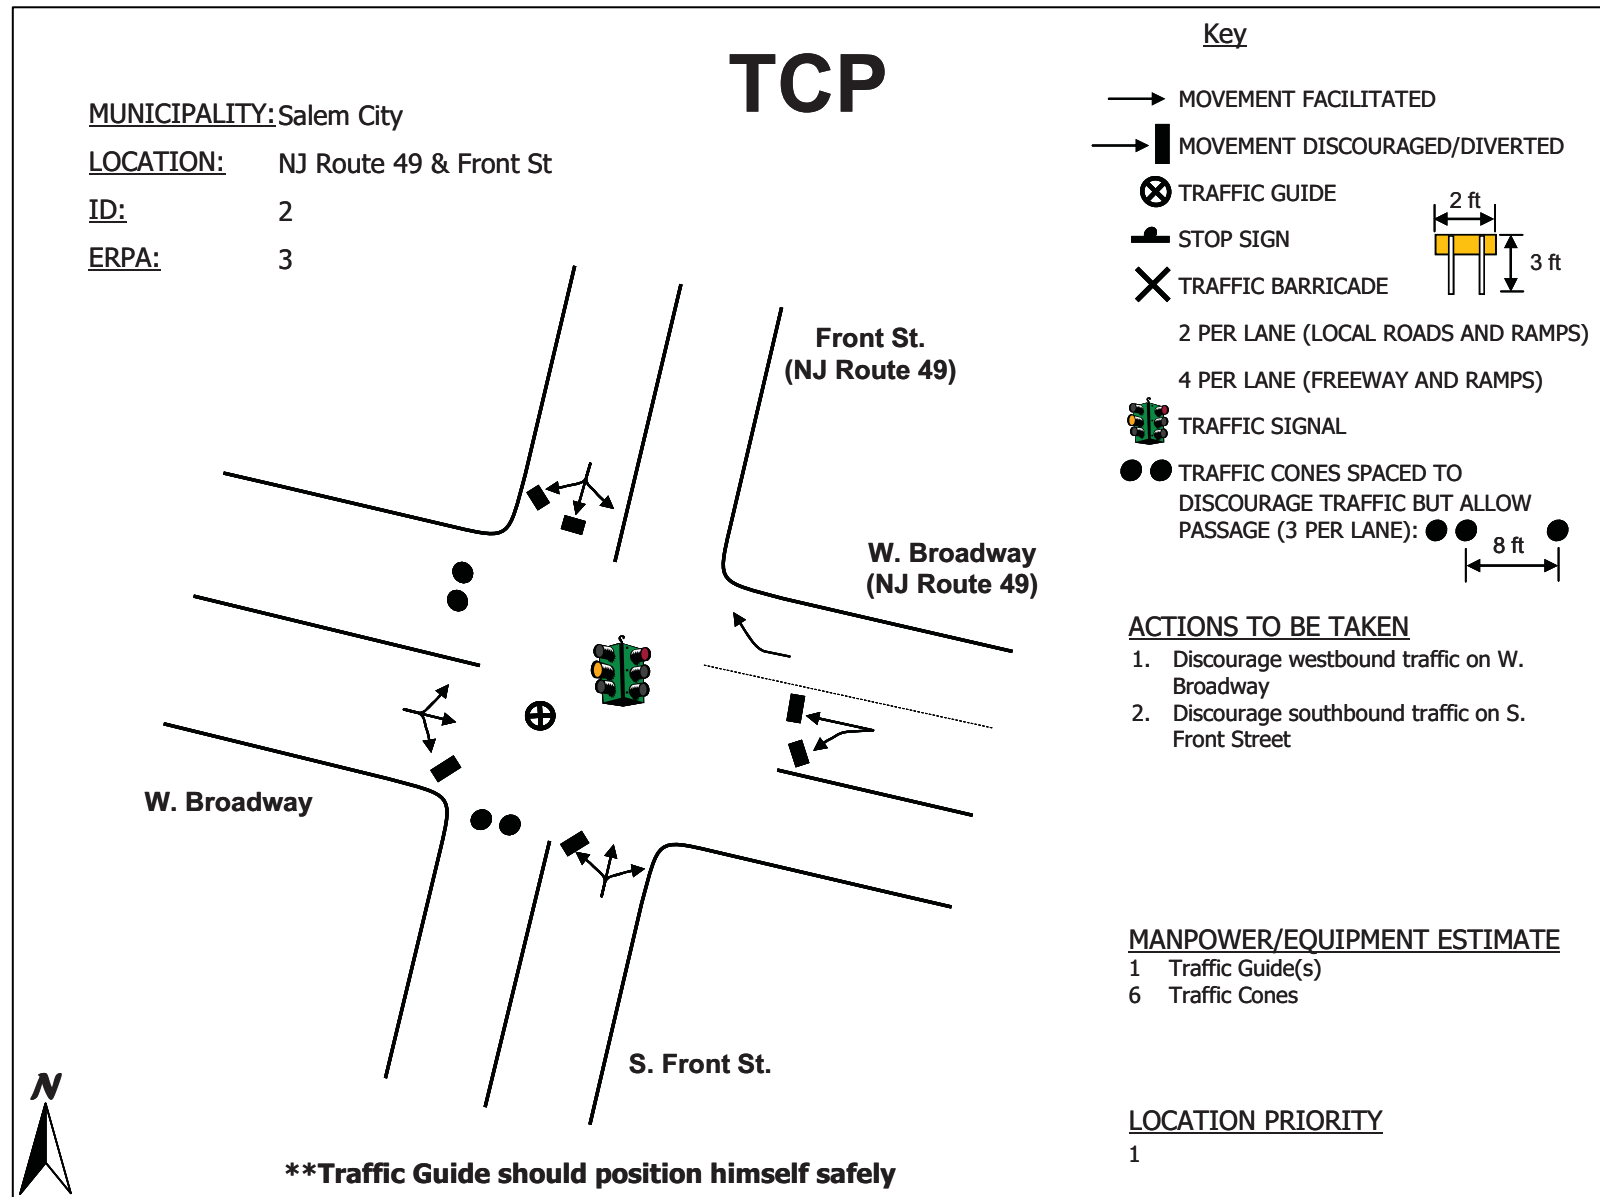 TCP
MUNICIPALITY: Salem City
LOCATION: NJ Route 49 & Front St
ID: 2
ERPA: 3
Front St.
(NJ Route 49)
W. Broadway
(NJ Route 49)
W. Broadway
S. Front St.
N
**Traffic Guide should position himself safely
Key
MOVEMENT FACILITATED
MOVEMENT DISCOURAGED/DIVERTED
TRAFFIC GUIDE
2 ft
STOP SIGN
3 ft
TRAFFIC BARRICADE
2 PER LANE (LOCAL ROADS AND RAMPS)
4 PER LANE (FREEWAY AND RAMPS)
TRAFFIC SIGNAL
TRAFFIC CONES SPACED TO
DISCOURAGE TRAFFIC BUT ALLOW
PASSAGE (3 PER LANE):
8 ft
ACTIONS TO BE TAKEN
1. Discourage westbound traffic on W.
Broadway
2. Discourage southbound traffic on S.
Front Street
MANPOWER/EQUIPMENT ESTIMATE
1 Traffic Guide(s)
6 Traffic Cones
LOCATION PRIORITY
1